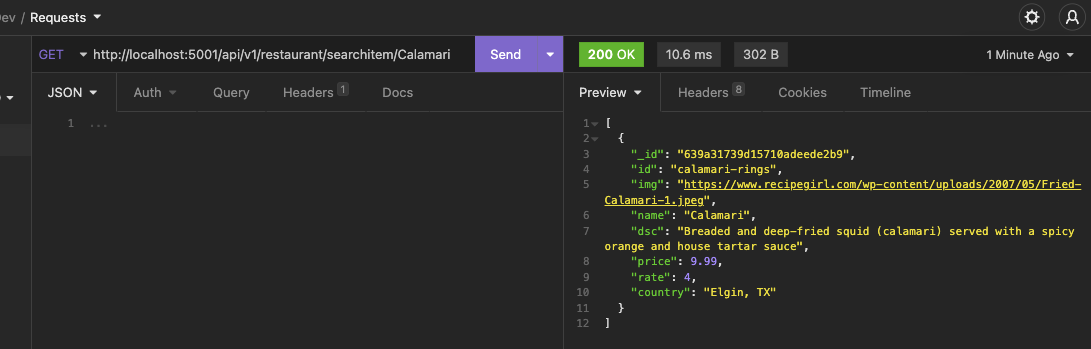 ev / Requests
GET http://localhost:5001/api/v1/restaurant/searchitem/Calamari Send 200 OK 10.6 ms 302 B 1 Minute Ago
JSON Auth Query Headers 1 Docs Preview Headers 8 Cookies Timeline
1 ...
1 [
2 {
3 "_id": "639a31739d15710adeede2b9",
4 "id": "calamari-rings",
5 "img": "https://www.recipegirl.com/wp-content/uploads/2007/05/Fried-
Calamari-1.jpeg",
6 "name": "Calamari",
7 "dsc": "Breaded and deep-fried squid (calamari) served with a spicy
orange and house tartar sauce",
8 "price": 9.99,
9 "rate": 4,
10 "country": "Elgin, TX"
11 }
12 ]